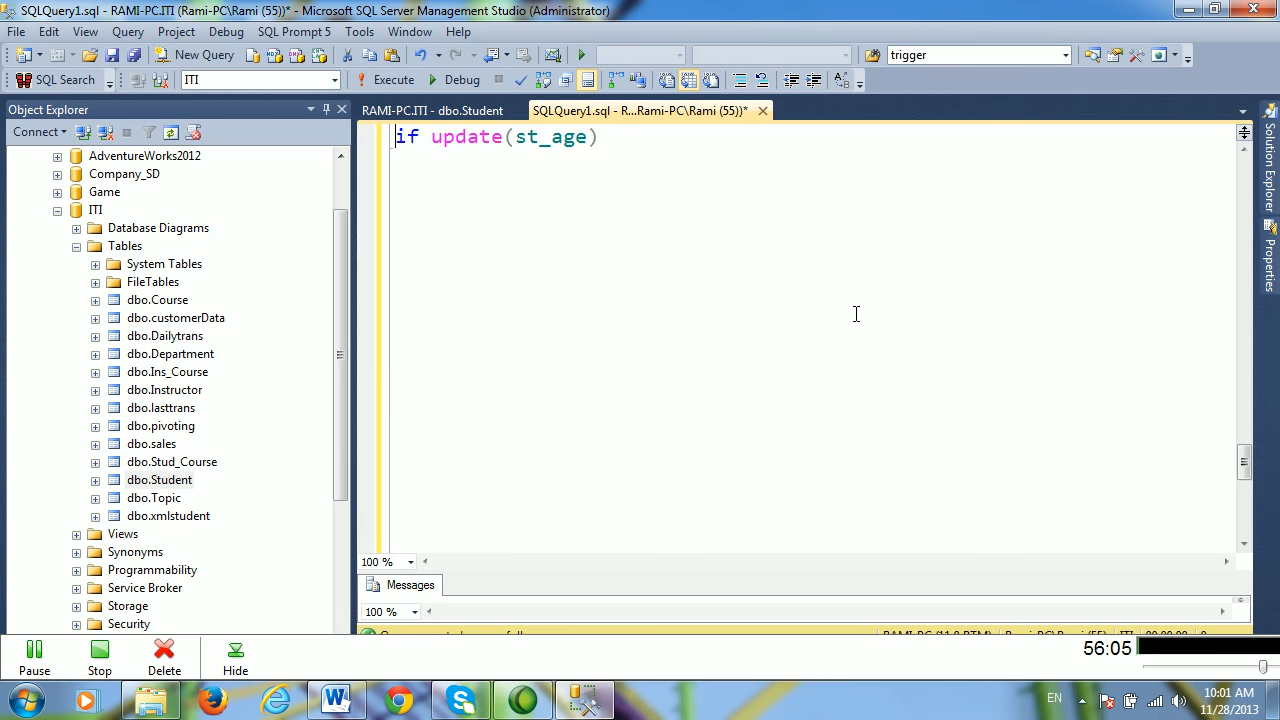 SQLQuery1.sql - RAMI-PC.ITI (Rami-PC\Rami (55))* - Microsoft SQL Server Management Studio (Administrator)
File Edit View Query Project Debug SQL Prompt 5 Tools Window Help
New Query trigger
SQL Search ITI Execute Debug
Object Explorer
RAMI-PC.ITI - dbo.Student SQLQuery1.sql - R...Rami-PC\Rami (55))*
Connect
if update(st_age)
AdventureWorks2012
Company_SD
Game
ITI
Database Diagrams
Tables
System Tables
FileTables
dbo.Course
dbo.customerData
dbo.Dailytrans
dbo.Department
dbo.Ins_Course
dbo.Instructor
dbo.lasttrans
dbo.pivoting
dbo.sales
dbo.Stud_Course
dbo.Student
dbo.Topic
dbo.xmlstudent
Views
Synonyms
Programmability
Service Broker
Storage
Security
100 %
Messages
100 %
Solution Explorer
Properties
Pause Stop Delete Hide
56:05
EN
10:01 AM
11/28/2013